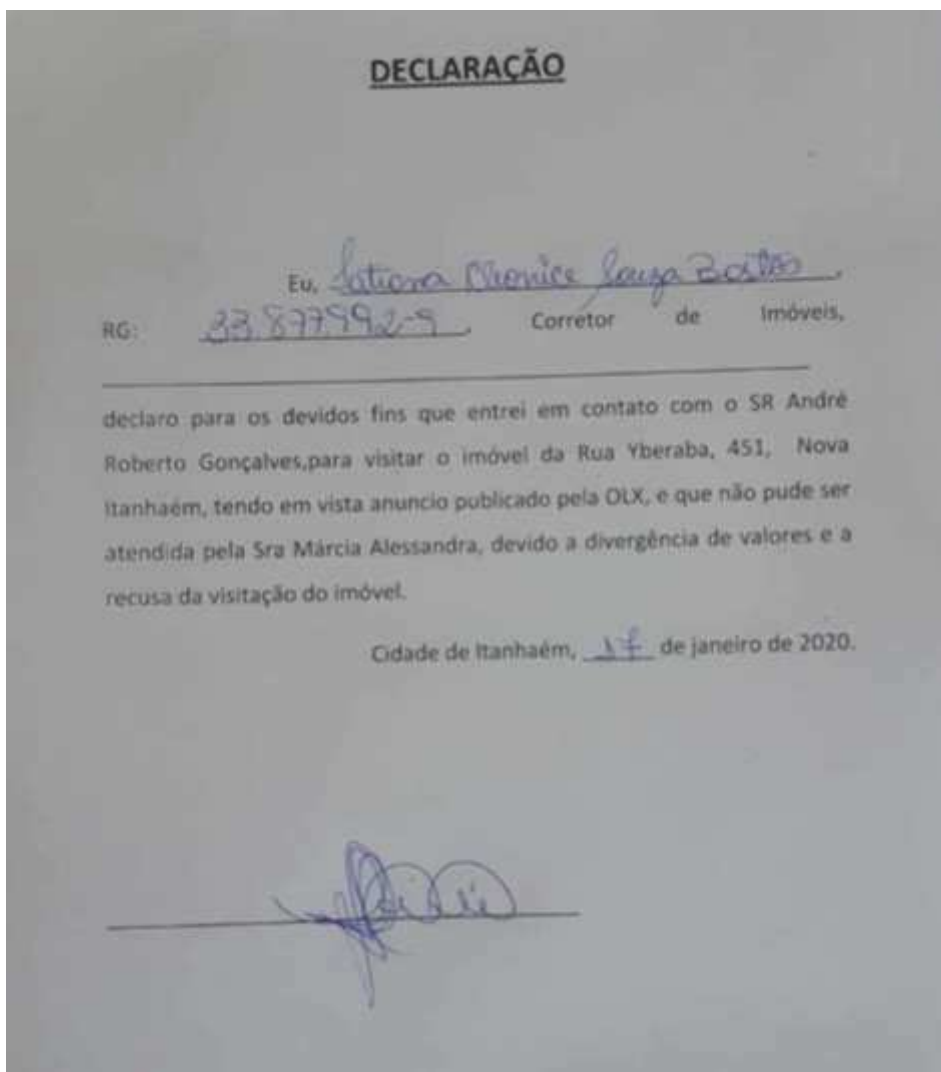 DECLARAÇÃO
Eu, Tatiana Souza Bastos,
RG: 33.877992-9, Corretor de Imóveis,
declaro para os devidos fins que entrei em contato com o SR André
Roberto Gonçalves,para visitar o imóvel da Rua Yberaba, 451, Nova
Itanhaém, tendo em vista anuncio publicado pela OLX, e que não pude ser
atendida pela Sra Márcia Alessandra, devido a divergência de valores e a
recusa da visitação do imóvel.
Cidade de Itanhaém, 17 de janeiro de 2020.